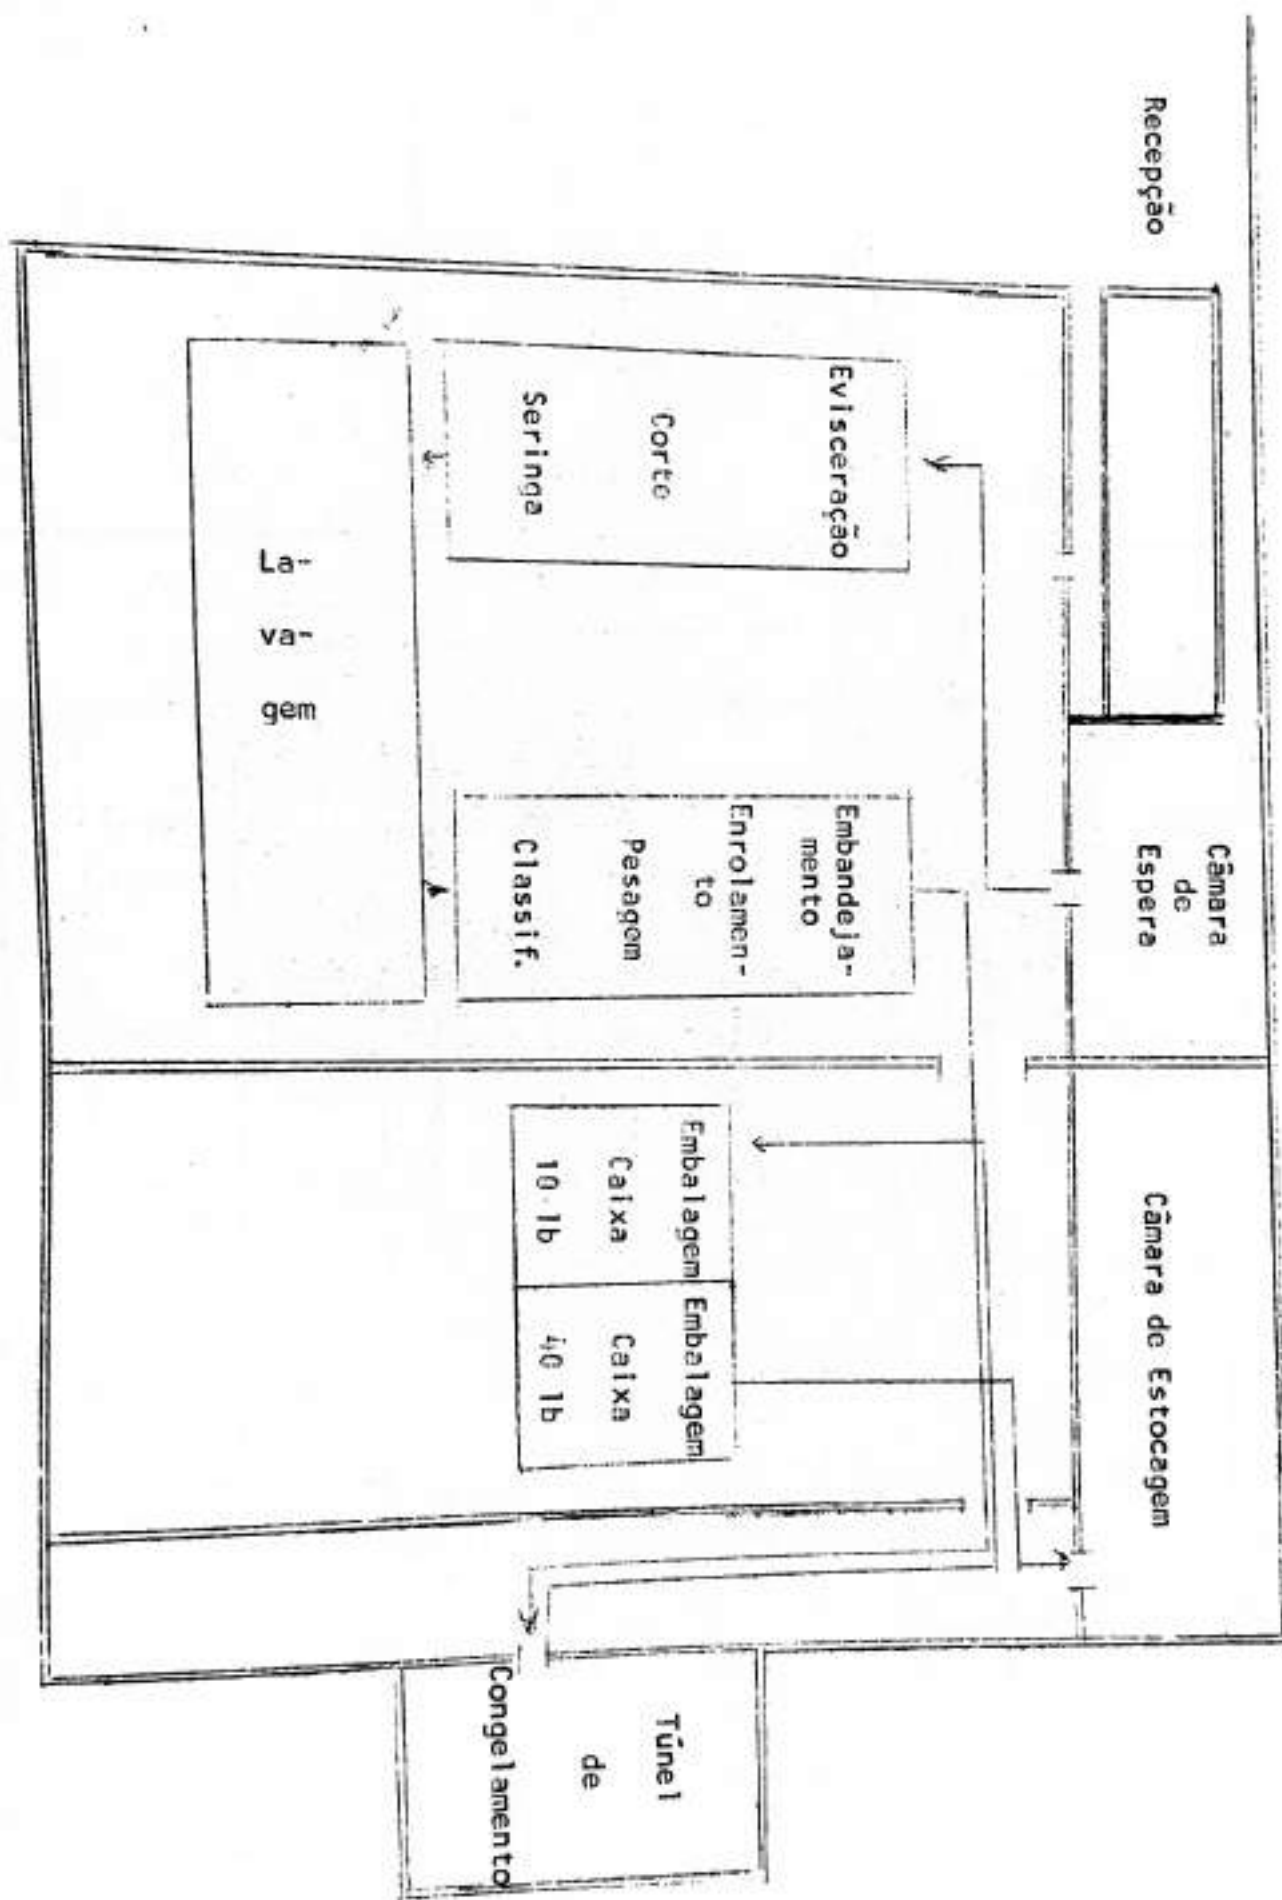 Recepção
Câmara
de
Espera
Câmara de Estocagem
Evisceração
Corte
Seringa
La-
va-
gem
Embandeja-
mento
Enrolamen-
to
Pesagem
Classif.
Embalagem
Caixa
10 lb
Embalagem
Caixa
40 lb
Túnel
de
Congelamento